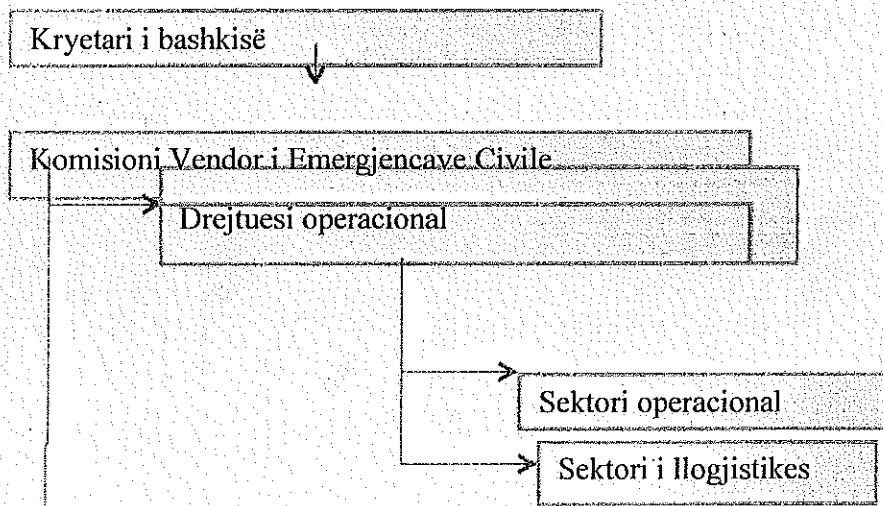 Kryetari i bashkisë
Komisioni Vendor i Emergjencave Civile
Drejtuesi operacional
Sektori operacional
Sektori i llogjistikes